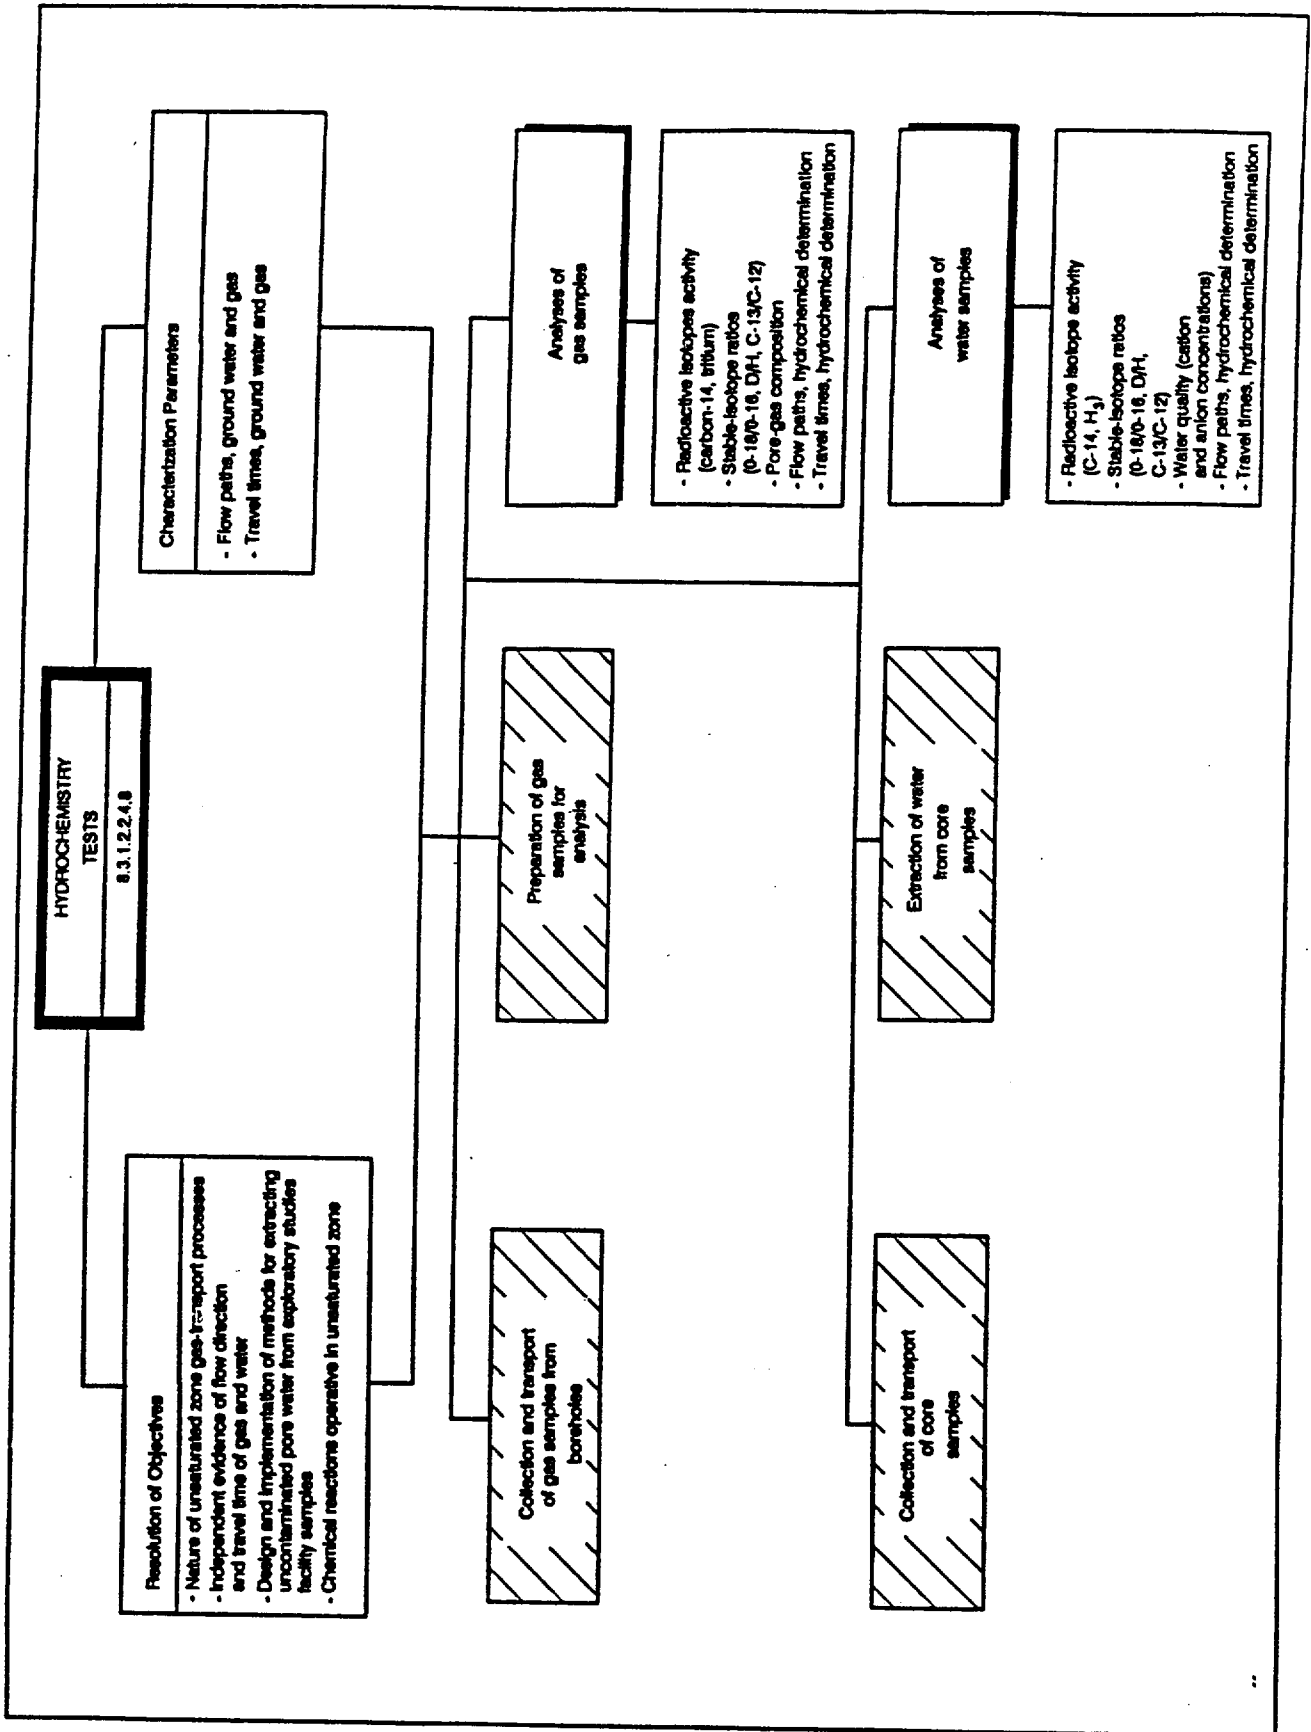 HYDROCHEMISTRY
TESTS
8.3.1.2.2.4.8
Resolution of Objectives
- Nature of unsaturated zone gas-transport processes
- Independent evidence of flow direction
and travel time of gas and water
- Design and implementation of methods for extracting
uncontaminated pore water from exploratory studies
facility samples
- Chemical reactions operative in unsaturated zone
Characterization Parameters
- Flow paths, ground water and gas
- Travel times, ground water and gas
Collection and transport
of gas samples from
boreholes
Preparation of gas
samples for
analysis
Analyses of
gas samples
- Radioactive isotopes activity
(carbon-14, tritium)
- Stable-isotope ratios
(0-18/0-16, D/H, C-13/C-12)
- Pore-gas composition
- Flow paths, hydrochemical determination
- Travel times, hydrochemical determination
Collection and transport
of core
samples
Extraction of water
from core
samples
Analyses of
water samples
- Radioactive isotope activity
(C-14, H₃)
- Stable-isotope ratios
(0-18/0-16, D/H,
C-13/C-12)
- Water quality (cation
and anion concentrations)
- Flow paths, hydrochemical determination
- Travel times, hydrochemical determination